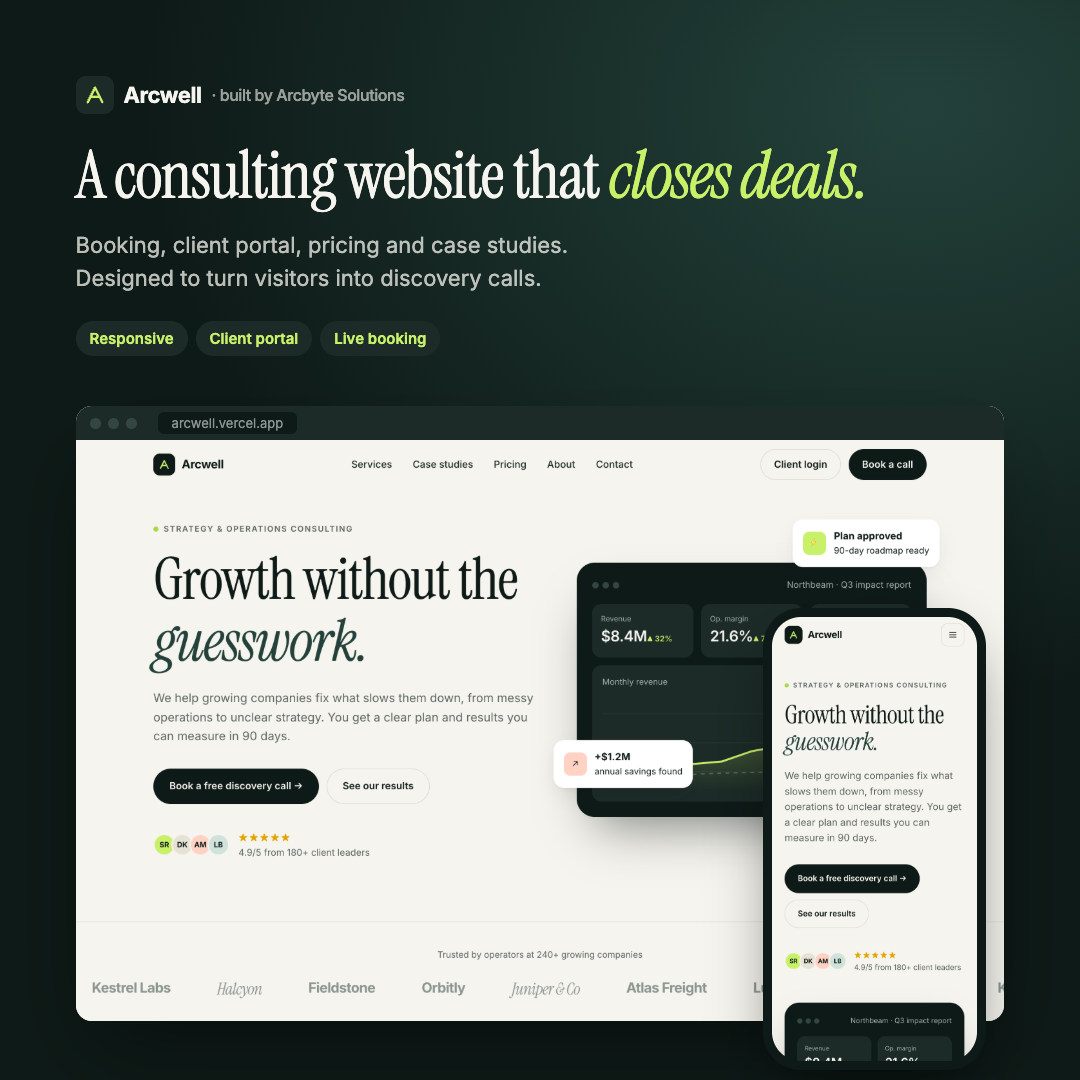 Arcwell · built by Arcbyte Solutions
A consulting website that closes deals.
Booking, client portal, pricing and case studies.
Designed to turn visitors into discovery calls.
Responsive
Client portal
Live booking
arcwell.vercel.app
Arcwell
Services
Case studies
Pricing
About
Contact
Client login
Book a call
STRATEGY & OPERATIONS CONSULTING
Growth without the
guesswork.
We help growing companies fix what slows them down, from messy
operations to unclear strategy. You get a clear plan and results you
can measure in 90 days.
Book a free discovery call →
See our results
SR DK AM LB
★★★★★
4.9/5 from 180+ client leaders
Plan approved
90-day roadmap ready
Northbeam · Q3 impact report
Revenue
$8.4M ▲ 32%
Op. margin
21.6% ▲
Monthly revenue
↗
+$1.2M
annual savings found
Trusted by operators at 240+ growing companies
Kestrel Labs
Halcyon
Fieldstone
Orbitly
Juniper & Co
Atlas Freight
Arcwell
STRATEGY & OPERATIONS CONSULTING
Growth without the
guesswork.
We help growing companies fix what
slows them down, from messy
operations to unclear strategy. You get
a clear plan and results you can
measure in 90 days.
Book a free discovery call →
See our results
SR DK AM LB
★★★★★
4.9/5 from 180+ client leaders
Northbeam · Q3 impact report
Revenue
$8.4M
Op. margin
21.6%